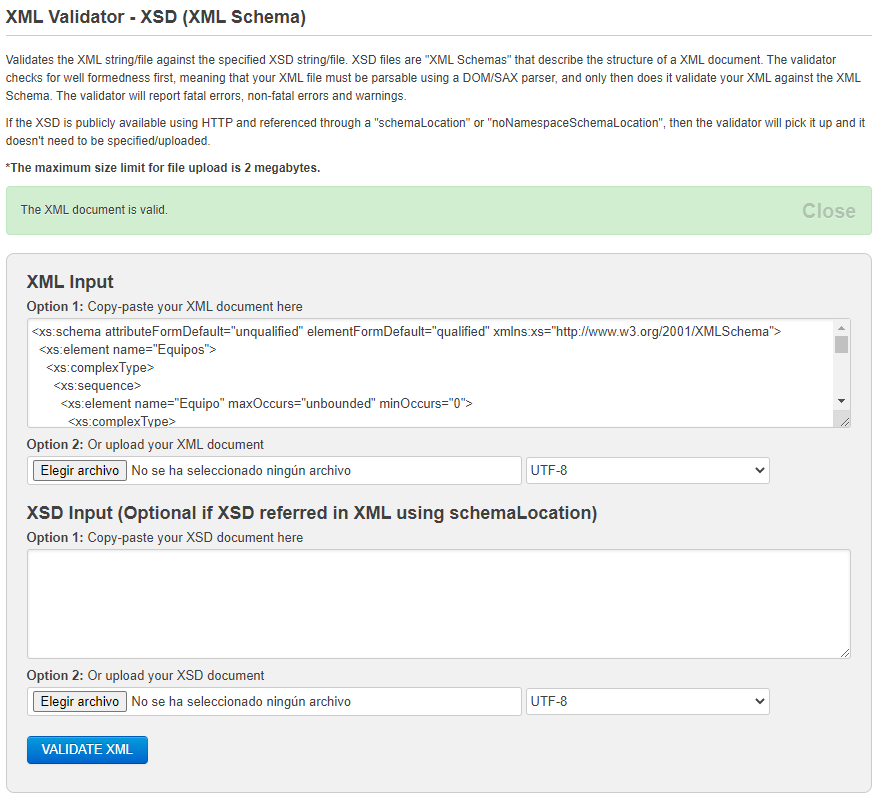 XML Validator - XSD (XML Schema)
Validates the XML string/file against the specified XSD string/file. XSD files are "XML Schemas" that describe the structure of a XML document. The validator
checks for well formedness first, meaning that your XML file must be parsable using a DOM/SAX parser, and only then does it validate your XML against the XML
Schema. The validator will report fatal errors, non-fatal errors and warnings.
If the XSD is publicly available using HTTP and referenced through a "schemaLocation" or "noNamespaceSchemaLocation", then the validator will pick it up and it
doesn't need to be specified/uploaded.
*The maximum size limit for file upload is 2 megabytes.
The XML document is valid.
Close
XML Input
Option 1: Copy-paste your XML document here
<xs:schema attributeFormDefault="unqualified" elementFormDefault="qualified" xmlns:xs="http://www.w3.org/2001/XMLSchema">
<xs:element name="Equipos">
<xs:complexType>
<xs:sequence>
<xs:element name="Equipo" maxOccurs="unbounded" minOccurs="0">
<xs:complexType>
Option 2: Or upload your XML document
Elegir archivo No se ha seleccionado ningún archivo
UTF-8
XSD Input (Optional if XSD referred in XML using schemaLocation)
Option 1: Copy-paste your XSD document here
Option 2: Or upload your XSD document
Elegir archivo No se ha seleccionado ningún archivo
UTF-8
VALIDATE XML